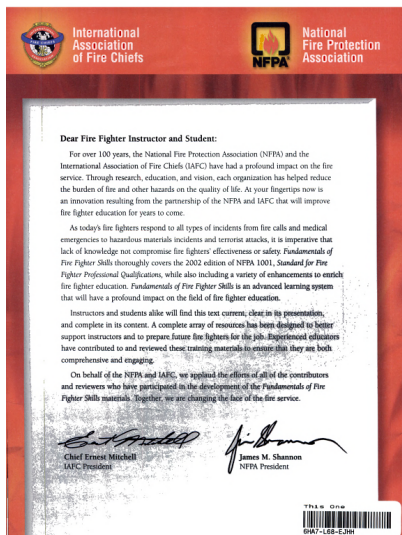 International
Association
of Fire Chiefs
FIRE CHIEFS
NFPA
National
Fire Protection
Association
Dear Fire Fighter Instructor and Student:
For over 100 years, the National Fire Protection Association (NFPA) and the
International Association of Fire Chiefs (IAFC) have had a profound impact on the fire
service. Through research, education, and vision, each organization has helped reduce
the burden of fire and other hazards on the quality of life. At your fingertips now is
an innovation resulting from the partnership of the NFPA and IAFC that will improve
fire fighter education for years to come.
As today's fire fighters respond to all types of incidents from fire calls and medical
emergencies to hazardous materials incidents and terrorist attacks, it is imperative that
lack of knowledge not compromise fire fighters' effectiveness or safety. Fundamentals of
Fire Fighter Skills thoroughly covers the 2002 edition of NFPA 1001, Standard for Fire
Fighter Professional Qualifications, while also including a variety of enhancements to enrich
fire fighter education. Fundamentals of Fire Fighter Skills is an advanced learning system
that will have a profound impact on the field of fire fighter education.
Instructors and students alike will find this text current, clear in its presentation,
and complete in its content. A complete array of resources has been designed to better
support instructors and to prepare future fire fighters for the job. Experienced educators
have contributed to and reviewed these training materials to ensure that they are both
comprehensive and engaging.
On behalf of the NFPA and IAFC, we applaud the efforts of all of the contributors
and reviewers who have participated in the development of the Fundamentals of Fire
Fighter Skills materials. Together, we are changing the face of the fire service.
Chief Ernest Mitchell
IAFC President
James M. Shannon
NFPA President
This One
6HA7-L68-EJHH